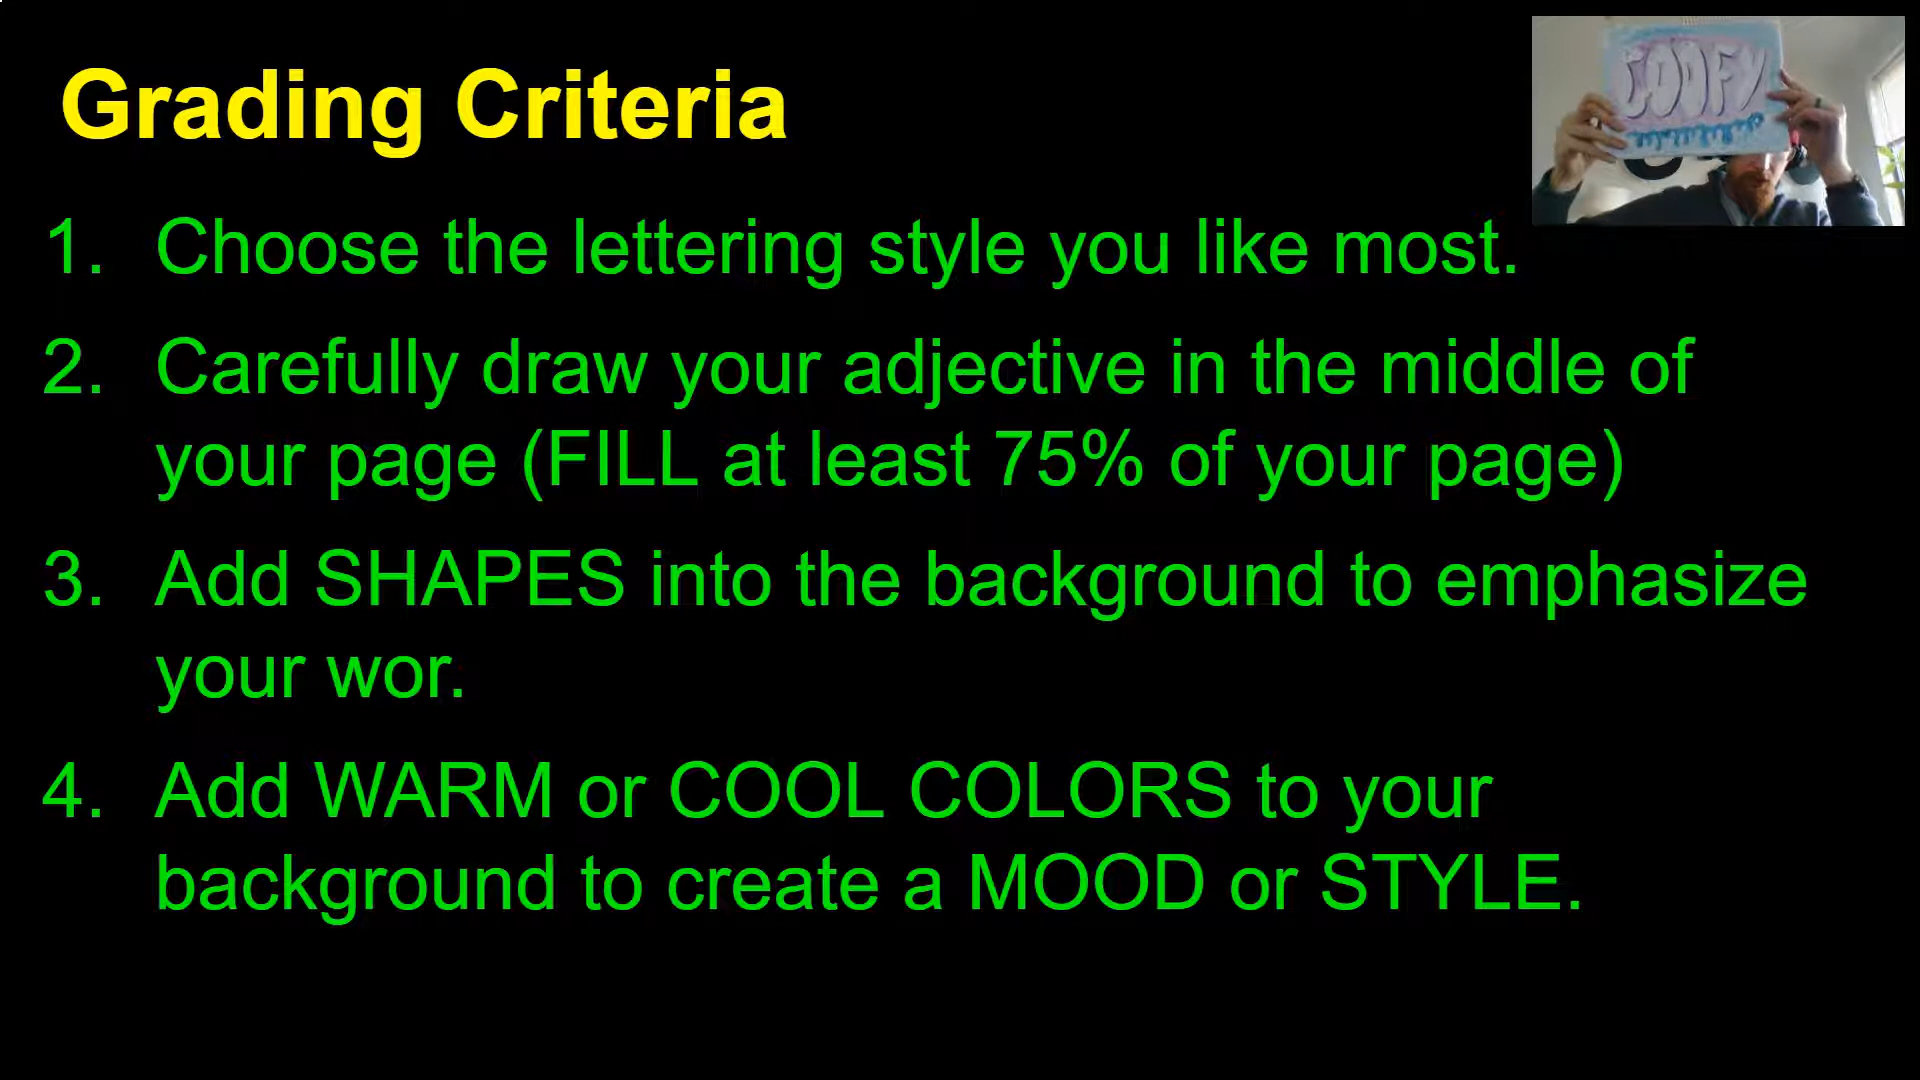 Grading Criteria
1. Choose the lettering style you like most.
2. Carefully draw your adjective in the middle of
your page (FILL at least 75% of your page)
3. Add SHAPES into the background to emphasize
your wor.
4. Add WARM or COOL COLORS to your
background to create a MOOD or STYLE.
GOOFY